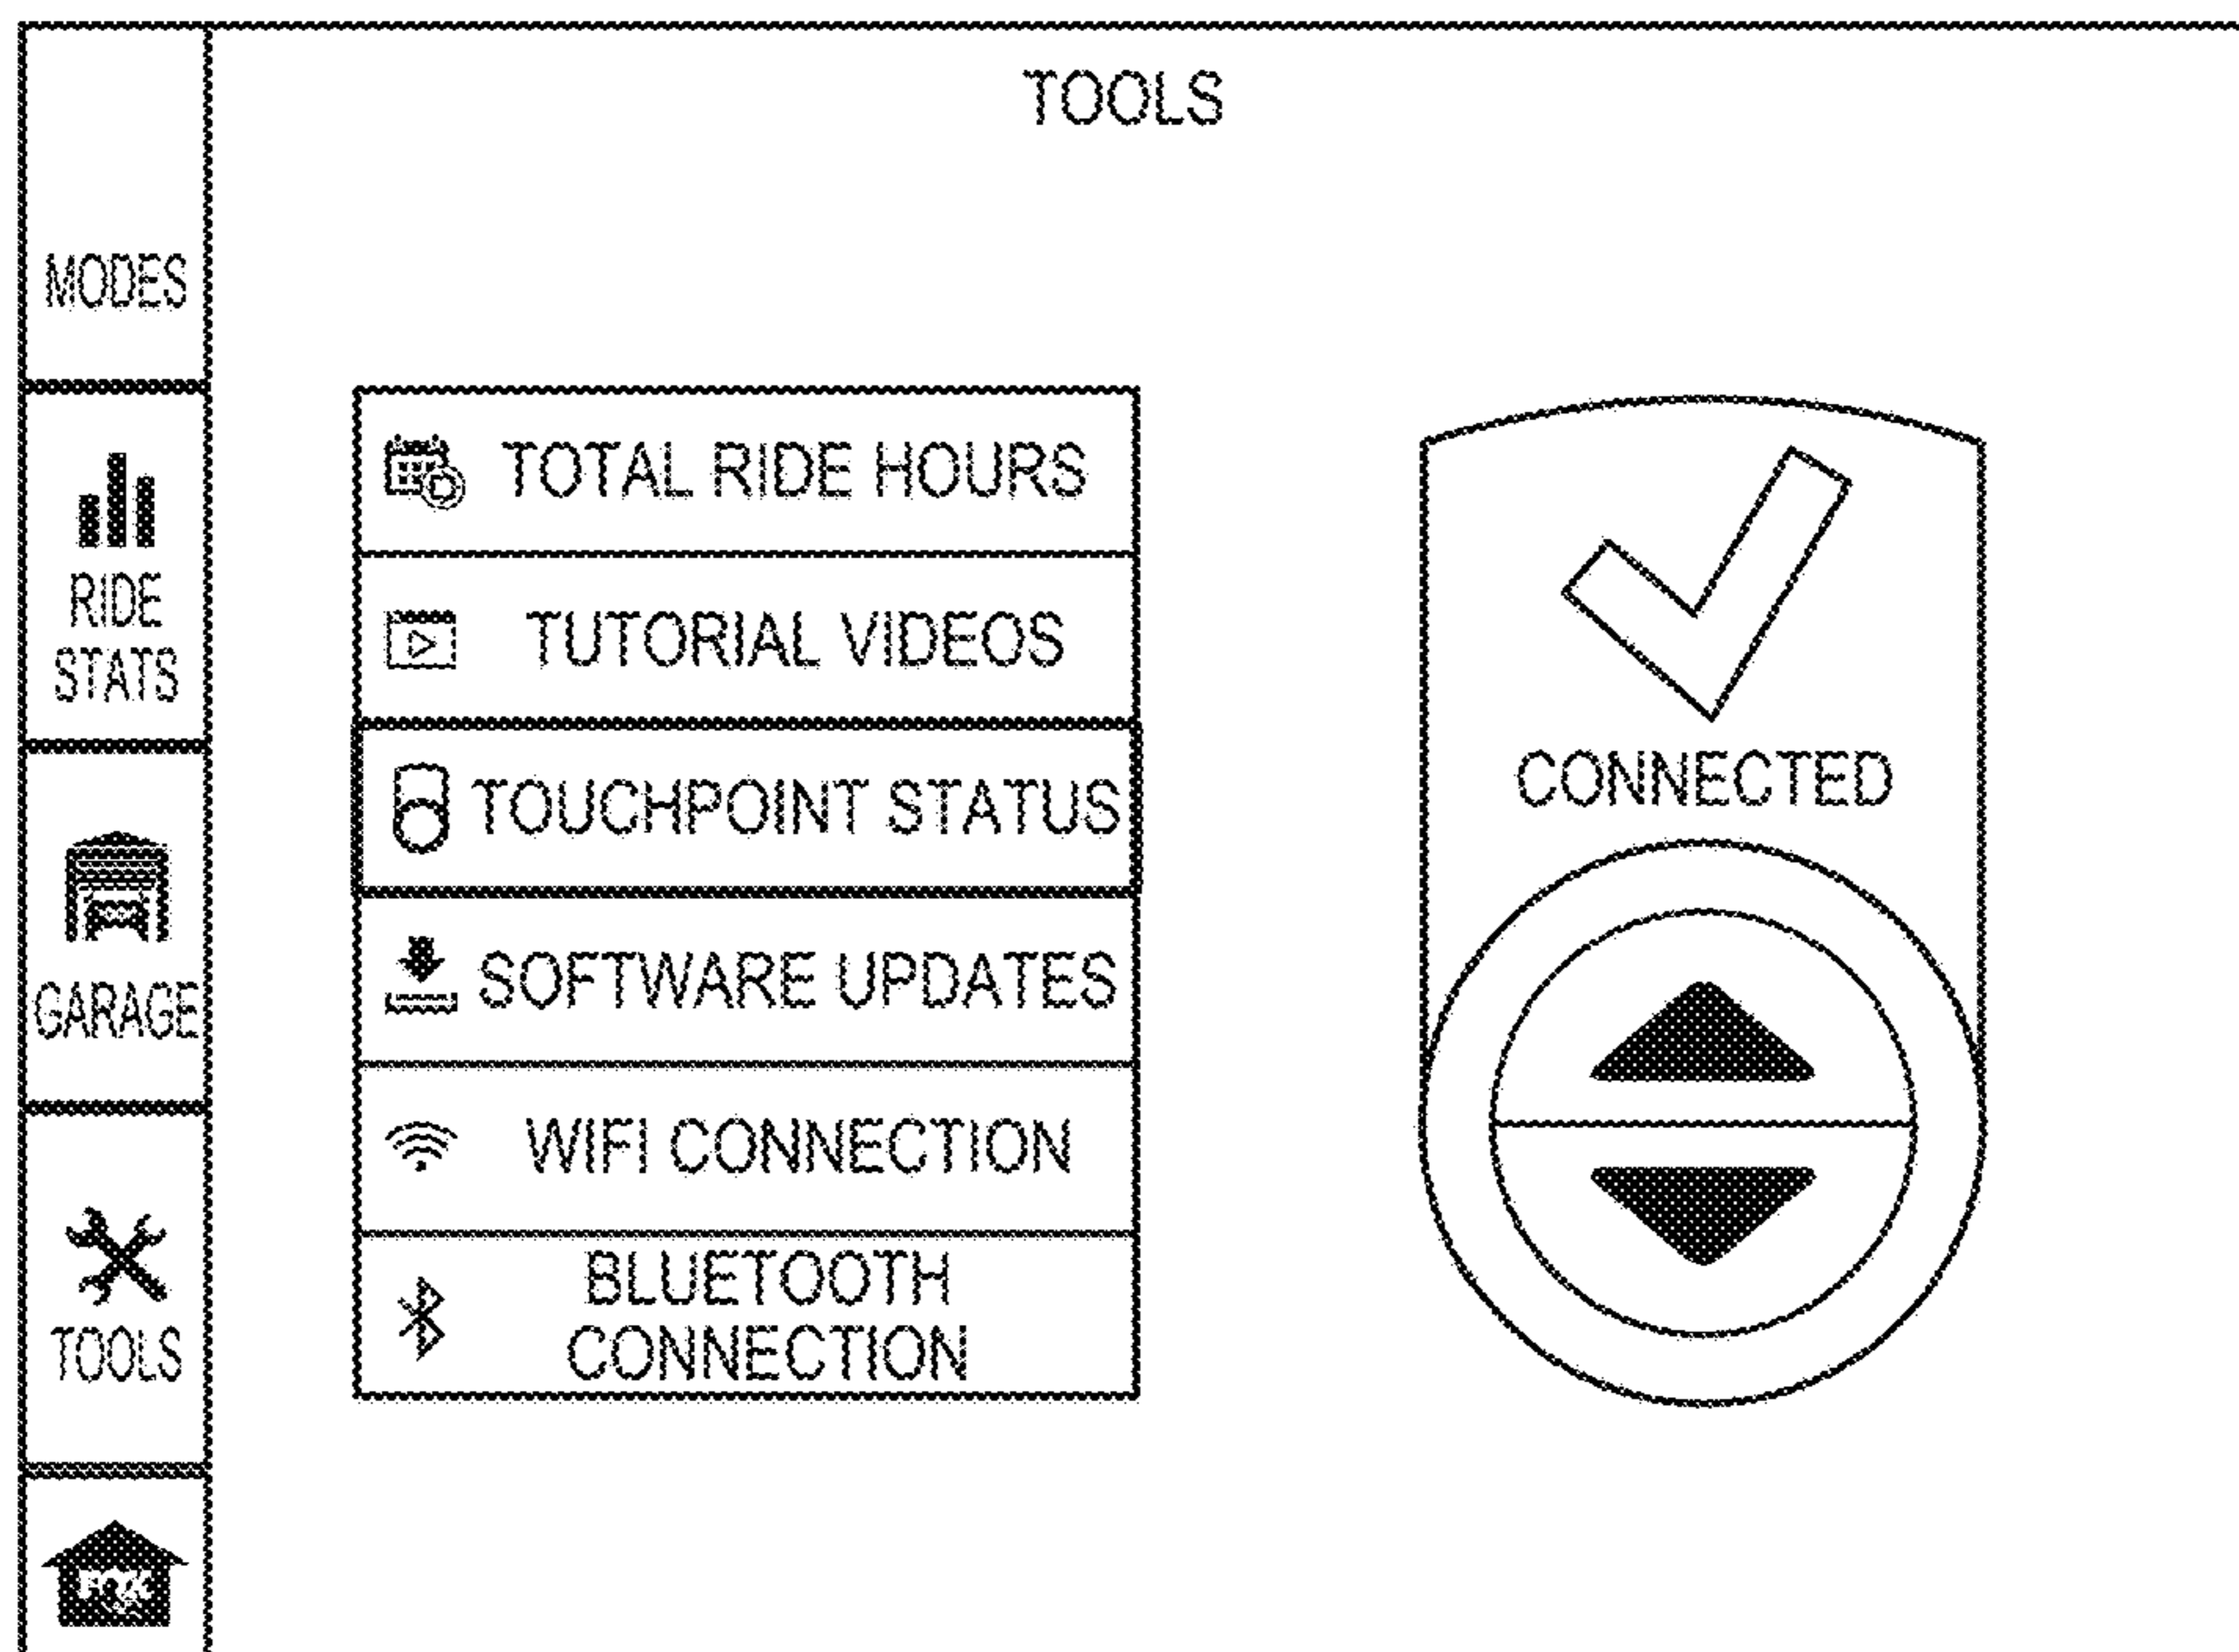 TOOLS
MODES
RIDE
STATS
GARAGE
TOOLS
TOTAL RIDE HOURS
TUTORIAL VIDEOS
TOUCHPOINT STATUS
SOFTWARE UPDATES
WIFI CONNECTION
BLUETOOTH
CONNECTION
CONNECTED